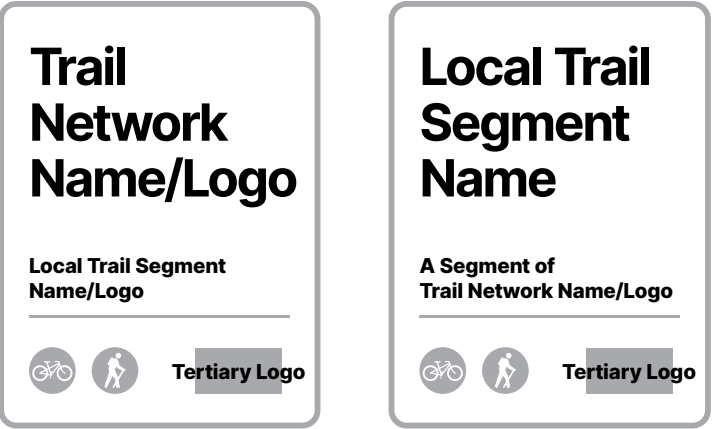 Trail
Network
Name/Logo
Local Trail Segment
Name/Logo
Tertiary Logo
Local Trail
Segment
Name
A Segment of
Trail Network Name/Logo
Tertiary Logo